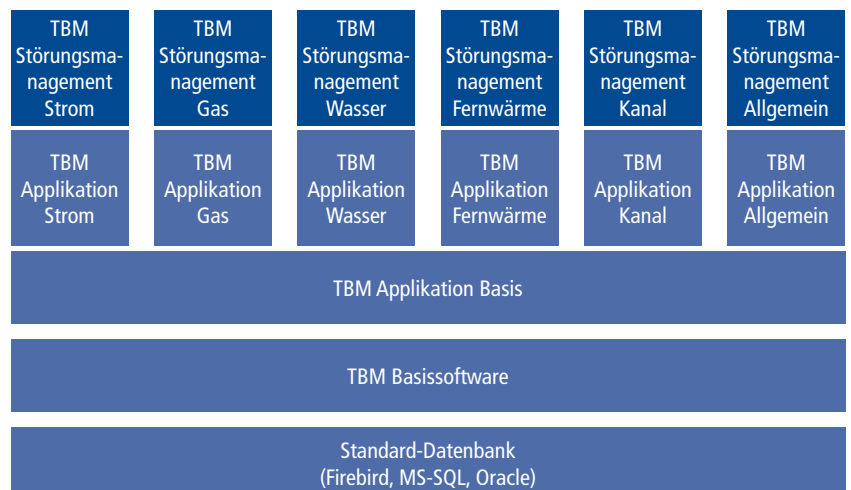 TBM
Störungsma-
nagement
Strom
TBM
Störungsma-
nagement
Gas
TBM
Störungsma-
nagement
Wasser
TBM
Störungsma-
nagement
Fernwärme
TBM
Störungsma-
nagement
Kanal
TBM
Störungsma-
nagement
Allgemein
TBM
Applikation
Strom
TBM
Applikation
Gas
TBM
Applikation
Wasser
TBM
Applikation
Fernwärme
TBM
Applikation
Kanal
TBM
Applikation
Allgemein
TBM Applikation Basis
TBM Basissoftware
Standard-Datenbank
(Firebird, MS-SQL, Oracle)